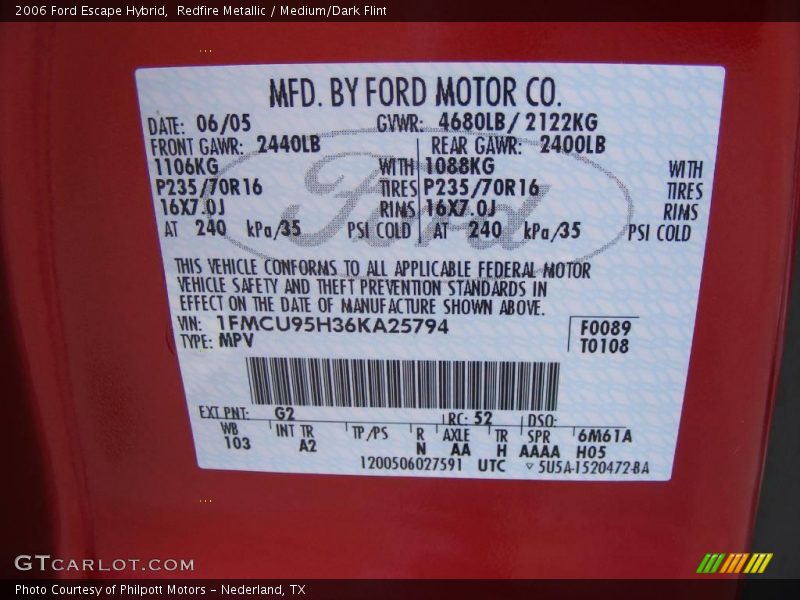 2006 Ford Escape Hybrid,  Redfire Metallic / Medium/Dark Flint
MFD. BY FORD MOTOR CO.
DATE: 06/05 GVWR: 4680LB/ 2122KG
FRONT GAWR: 2440LB REAR GAWR: 2400LB
1106KG WITH 1088KG WITH
P235/70R16 TIRES P235/70R16 TIRES
16X7.0J RIMS 16X7.0J RIMS
AT 240 kPa/35 PSI COLD AT 240 kPa/35 PSI COLD
Ford
THIS VEHICLE CONFORMS TO ALL APPLICABLE FEDERAL MOTOR
VEHICLE SAFETY AND THEFT PREVENTION STANDARDS IN
EFFECT ON THE DATE OF MANUFACTURE SHOWN ABOVE.
VIN: 1FMCU95H36KA25794 F0089
TYPE: MPV T0108
EXT PNT: G2 RC: 52 DSO:
WB INT TR TP/PS R AXLE TR SPR 6M61A
103 A2 N AA H AAAA H05
1200506027591 UTC ▽ 5U5A-1520472-BA
GTCARLOT.COM
Photo Courtesy of Philpott Motors - Nederland, TX